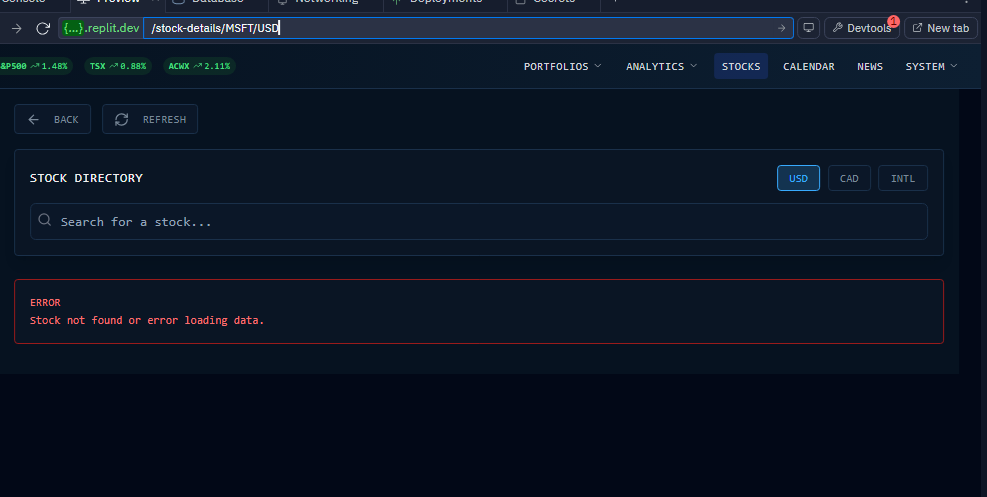 Console Preview Database Networking Deployments Secrets
{...}.replit.dev /stock-details/MSFT/USD Devtools 1 New tab
&P500 1.48% TSX 0.88% ACWX 2.11% PORTFOLIOS ANALYTICS STOCKS CALENDAR NEWS SYSTEM
BACK REFRESH
STOCK DIRECTORY USD CAD INTL
Search for a stock...
ERROR
Stock not found or error loading data.